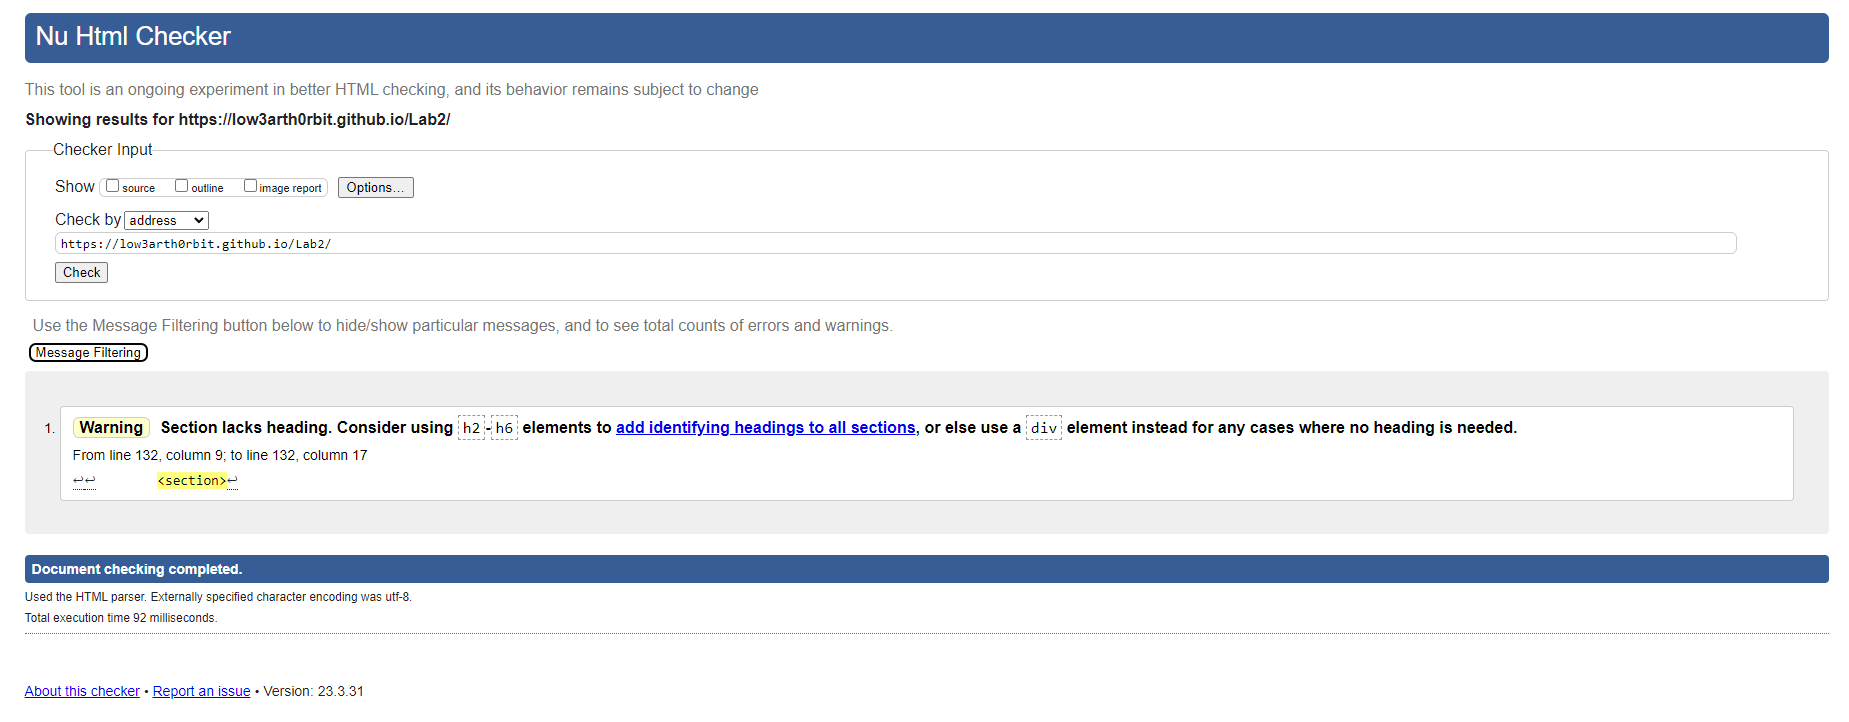 Nu Html Checker
This tool is an ongoing experiment in better HTML checking, and its behavior remains subject to change
Showing results for https://low3arth0rbit.github.io/Lab2/
Checker Input
Show source outline image report Options...
Check by address
https://low3arth0rbit.github.io/Lab2/
Check
Use the Message Filtering button below to hide/show particular messages, and to see total counts of errors and warnings.
Message Filtering
1. Warning Section lacks heading. Consider using h2-h6 elements to add identifying headings to all sections, or else use a div element instead for any cases where no heading is needed.
From line 132, column 9; to line 132, column 17
↩↩ <section>↩
Document checking completed.
Used the HTML parser. Externally specified character encoding was utf-8.
Total execution time 92 milliseconds.
About this checker • Report an issue • Version: 23.3.31